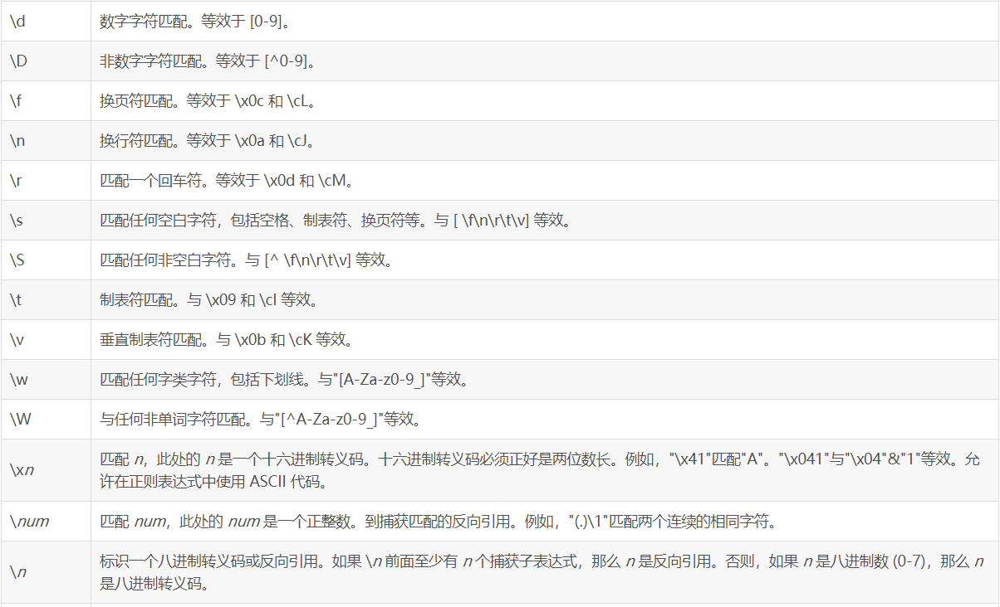 \d 数字字符匹配。等效于 [0-9]。
\D 非数字字符匹配。等效于 [^0-9]。
\f 换页符匹配。等效于 \x0c 和 \cL。
\n 换行符匹配。等效于 \x0a 和 \cJ。
\r 匹配一个回车符。等效于 \x0d 和 \cM。
\s 匹配任何空白字符，包括空格、制表符、换页符等。与 [ \f\n\r\t\v] 等效。
\S 匹配任何非空白字符。与 [^ \f\n\r\t\v] 等效。
\t 制表符匹配。与 \x09 和 \cI 等效。
\v 垂直制表符匹配。与 \x0b 和 \cK 等效。
\w 匹配任何字类字符，包括下划线。与"[A-Za-z0-9_]"等效。
\W 与任何非单词字符匹配。与"[^A-Za-z0-9_]"等效。
\xn 匹配 n，此处的 n 是一个十六进制转义码。十六进制转义码必须正好是两位数长。例如，"\x41"匹配"A"。"\x041"与"\x04"&"1"等效。允
许在正则表达式中使用 ASCII 代码。
\num 匹配 num，此处的 num 是一个正整数。到捕获匹配的反向引用。例如，"(.)\1"匹配两个连续的相同字符。
\n 标识一个八进制转义码或反向引用。如果 \n 前面至少有 n 个捕获子表达式，那么 n 是反向引用。否则，如果 n 是八进制数 (0-7)，那么 n
是八进制转义码。